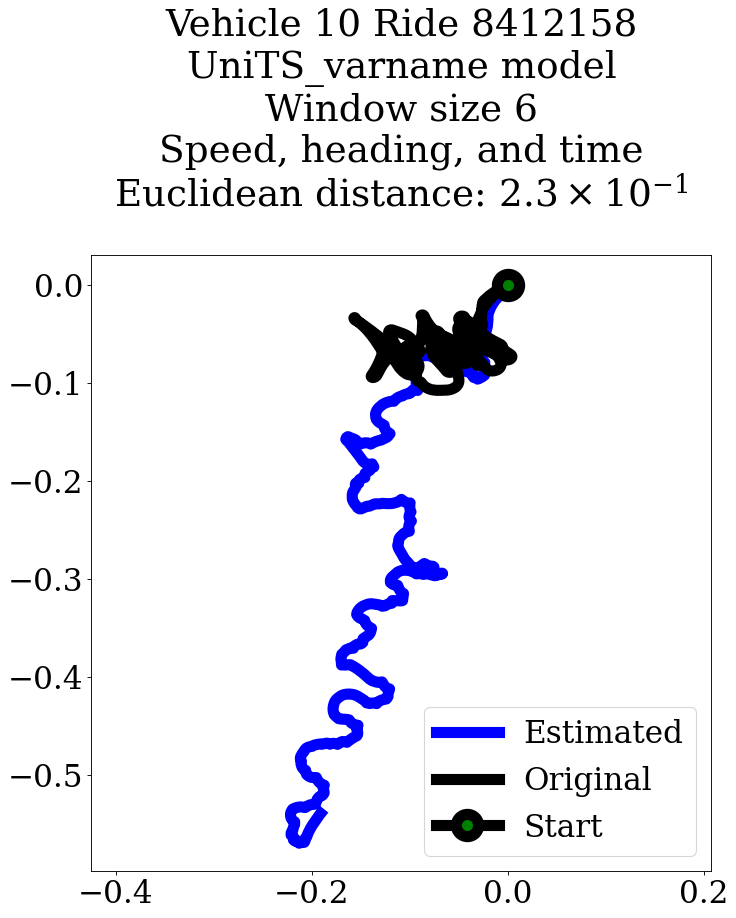 Vehicle 10 Ride 8412158
UniTS_varname model
Window size 6
Speed, heading, and time
Euclidean distance: 2.3 × 10⁻¹
0.0
−0.1
−0.2
−0.3
−0.4
−0.5
Estimated
Original
Start
−0.4 −0.2 0.0 0.2